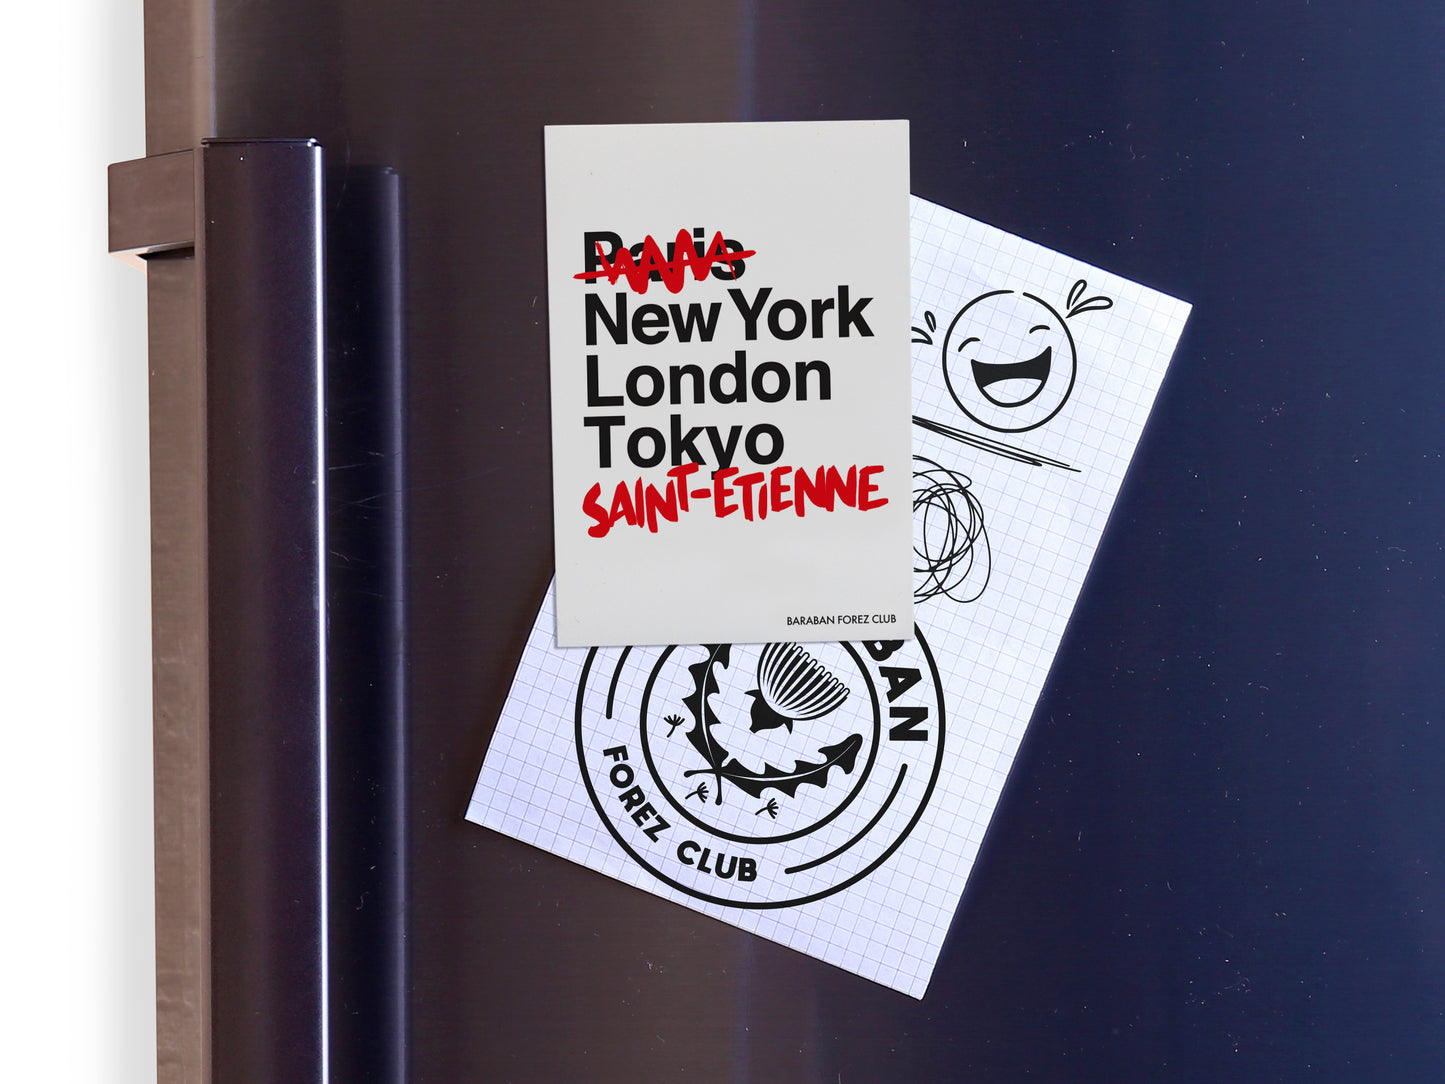 Paris
New York
London
Tokyo
SAINT-ETIENNE
BARABAN FOREZ CLUB
BAN
FOREZ CLUB